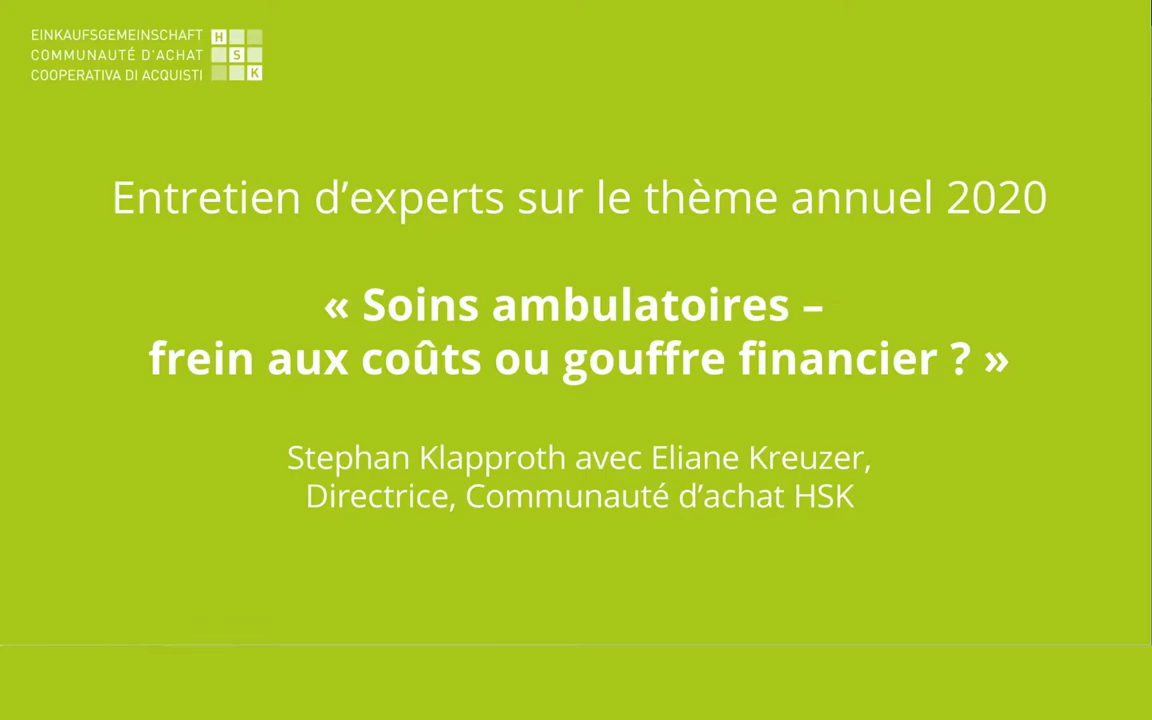 EINKAUFSGEMEINSCHAFT H
COMMUNAUTÉ D'ACHAT S
COOPERATIVA DI ACQUISTI K
Entretien d’experts sur le thème annuel 2020
« Soins ambulatoires –
frein aux coûts ou gouffre financier ? »
Stephan Klapproth avec Eliane Kreuzer,
Directrice, Communauté d’achat HSK